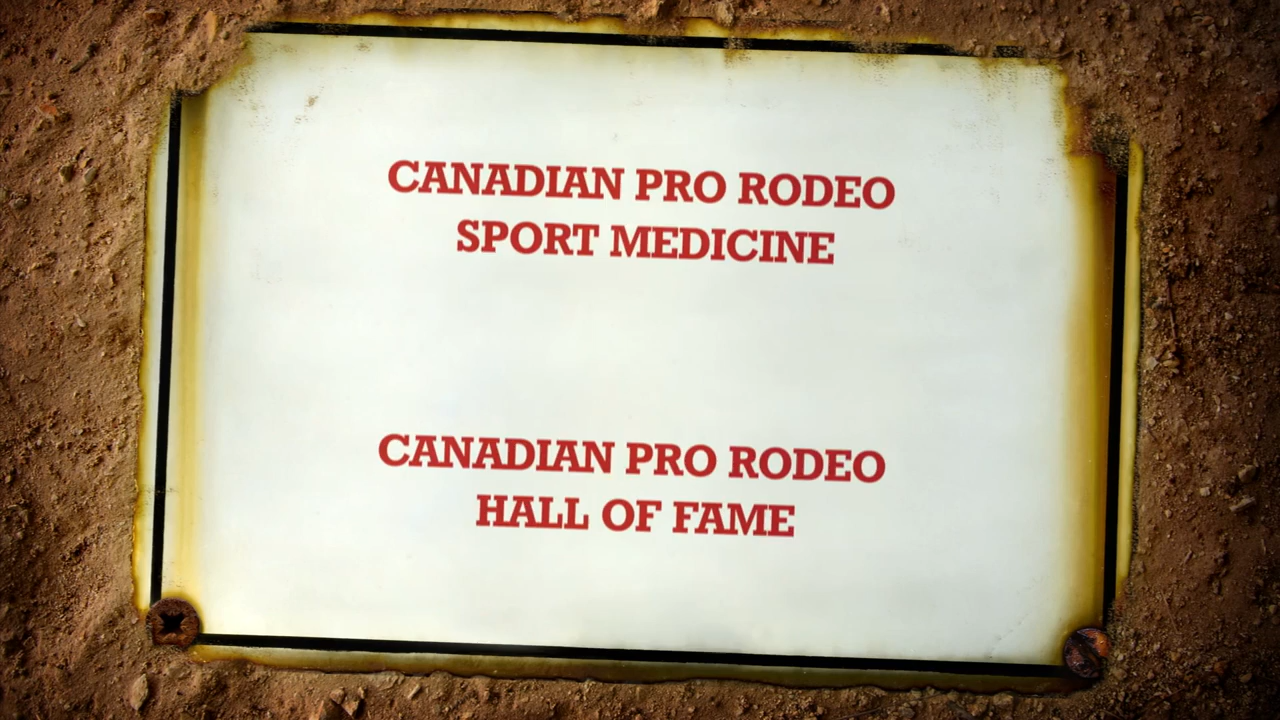 CANADIAN PRO RODEO
SPORT MEDICINE
CANADIAN PRO RODEO
HALL OF FAME